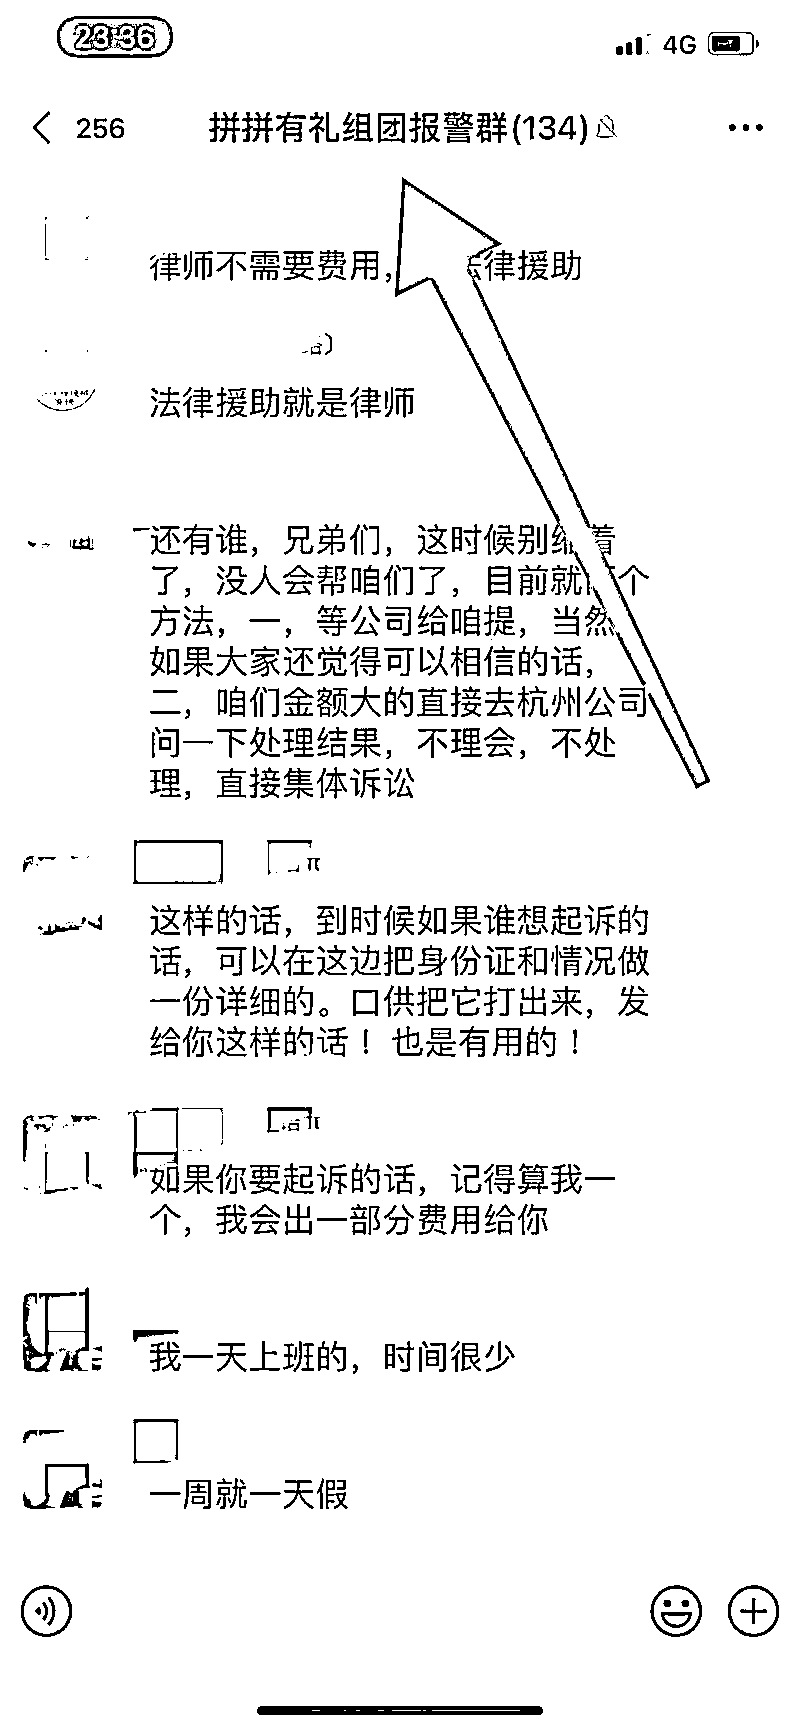 23:36
4G
256
拼拼有礼组团报警群(134)
律师不需要费用，
律援助
法律援助就是律师
还有谁，兄弟们，这时候别
着
了，没人会帮咱们了，目前就
个
方法，一，等公司给咱提，当然
如果大家还觉得可以相信的话，
二，咱们金额大的直接去杭州公司
问一下处理结果，不理会，不处
理，直接集体诉讼
这样的话，到时候如果谁想起诉的
话，可以在这边把身份证和情况做
一份详细的。口供把它打出来，发
给你这样的话！也是有用的！
如果你要起诉的话，记得算我一
个，我会出一部分费用给你
我一天上班的，时间很少
一周就一天假